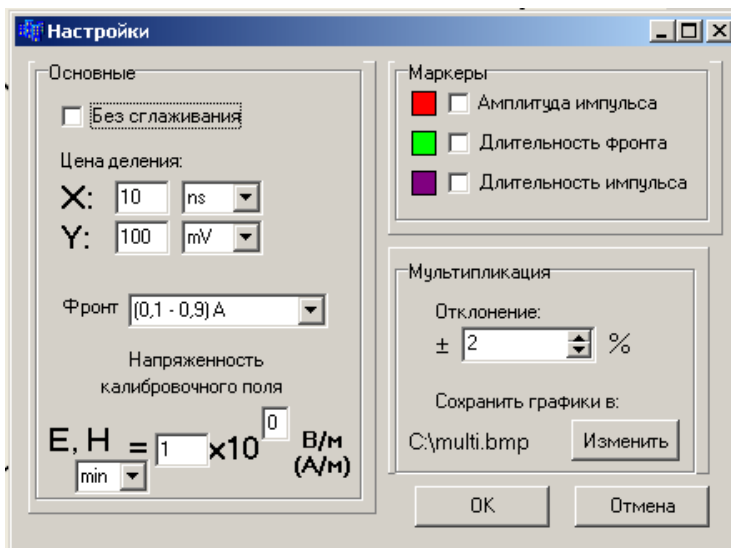 Настройки
Основные
Без сглаживания
Цена деления:
X: 10 ns
Y: 100 mV
Фронт (0,1 - 0,9) A
Напряженность
калибровочного поля
E, H min = 1 x10 0 В/м
(А/м)
Маркеры
Амплитуда импульса
Длительность фронта
Длительность импульса
Мультипликация
Отклонение:
± 2 %
Сохранить графики в:
C:\multi.bmp Изменить
OK Отмена